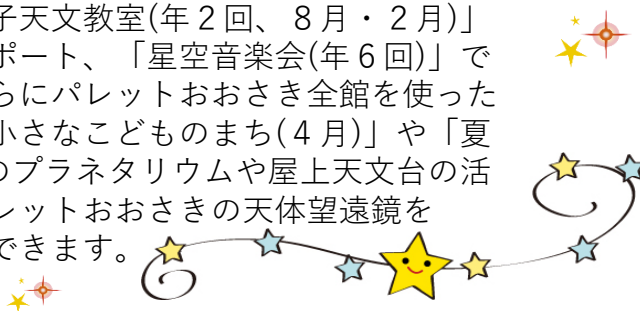 子天文教室(年２回、８月・２月)」
ポート、「星空音楽会(年６回)」で
らにパレットおおさき全館を使った
小さなこどものまち(４月)」や「夏
のプラネタリウムや屋上天文台の活
レットおおさきの天体望遠鏡を
できます。